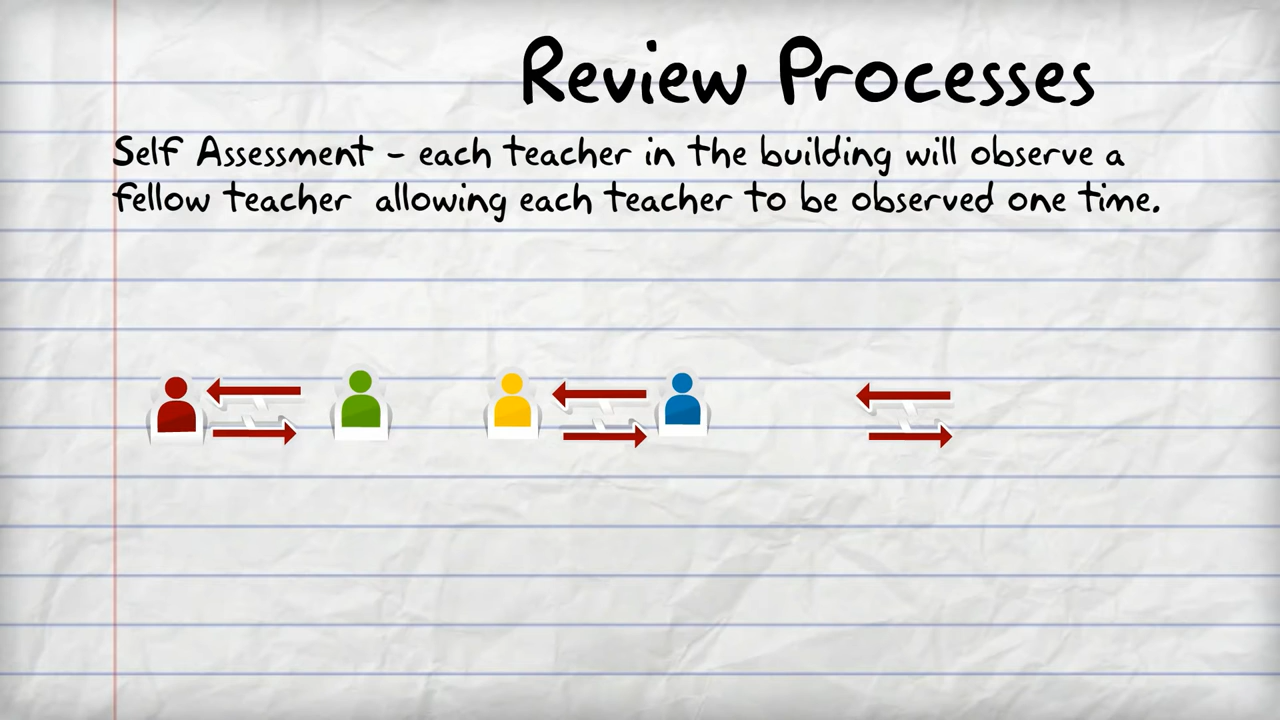 Review Processes
Self Assessment - each teacher in the building will observe a
fellow teacher allowing each teacher to be observed one time.